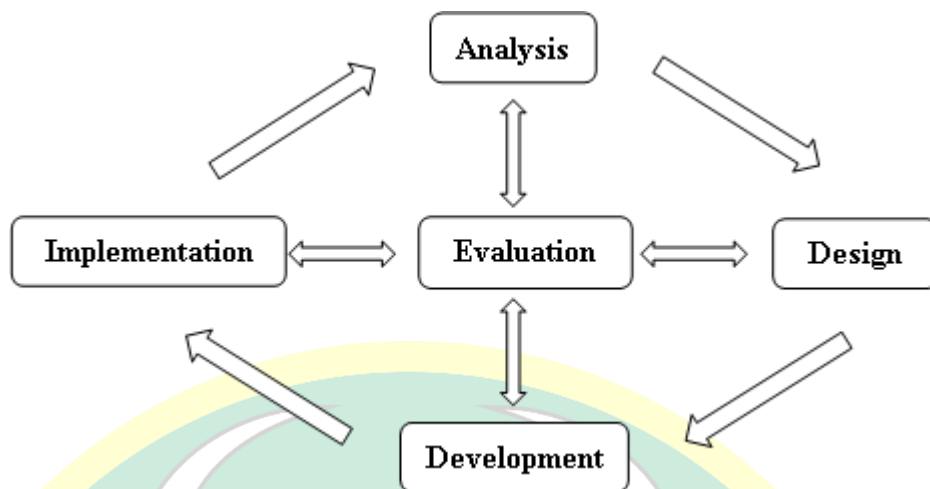 Analysis
Implementation
Evaluation
Design
Development